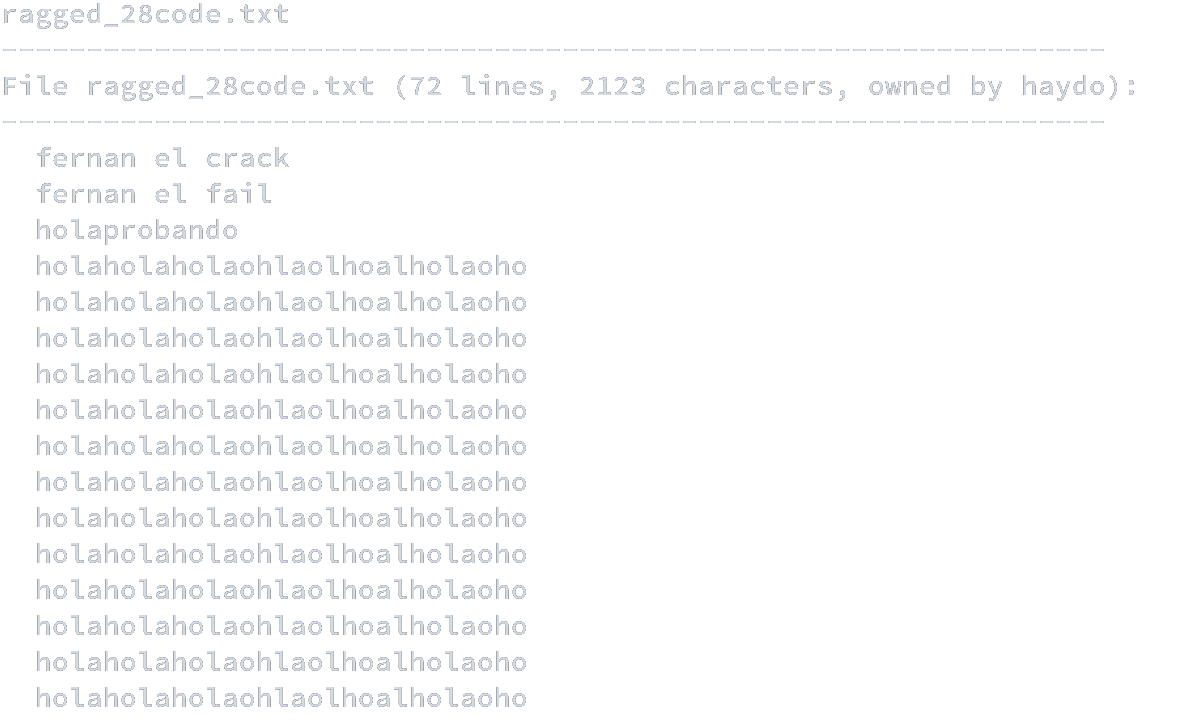 ragged_28code.txt
-----------------------------------------------------------------
File ragged_28code.txt (72 lines, 2123 characters, owned by haydo):
-----------------------------------------------------------------
fernan el crack
fernan el fail
holaprobando
holaholaholaohlaolhoalholaoho
holaholaholaohlaolhoalholaoho
holaholaholaohlaolhoalholaoho
holaholaholaohlaolhoalholaoho
holaholaholaohlaolhoalholaoho
holaholaholaohlaolhoalholaoho
holaholaholaohlaolhoalholaoho
holaholaholaohlaolhoalholaoho
holaholaholaohlaolhoalholaoho
holaholaholaohlaolhoalholaoho
holaholaholaohlaolhoalholaoho
holaholaholaohlaolhoalholaoho
holaholaholaohlaolhoalholaoho